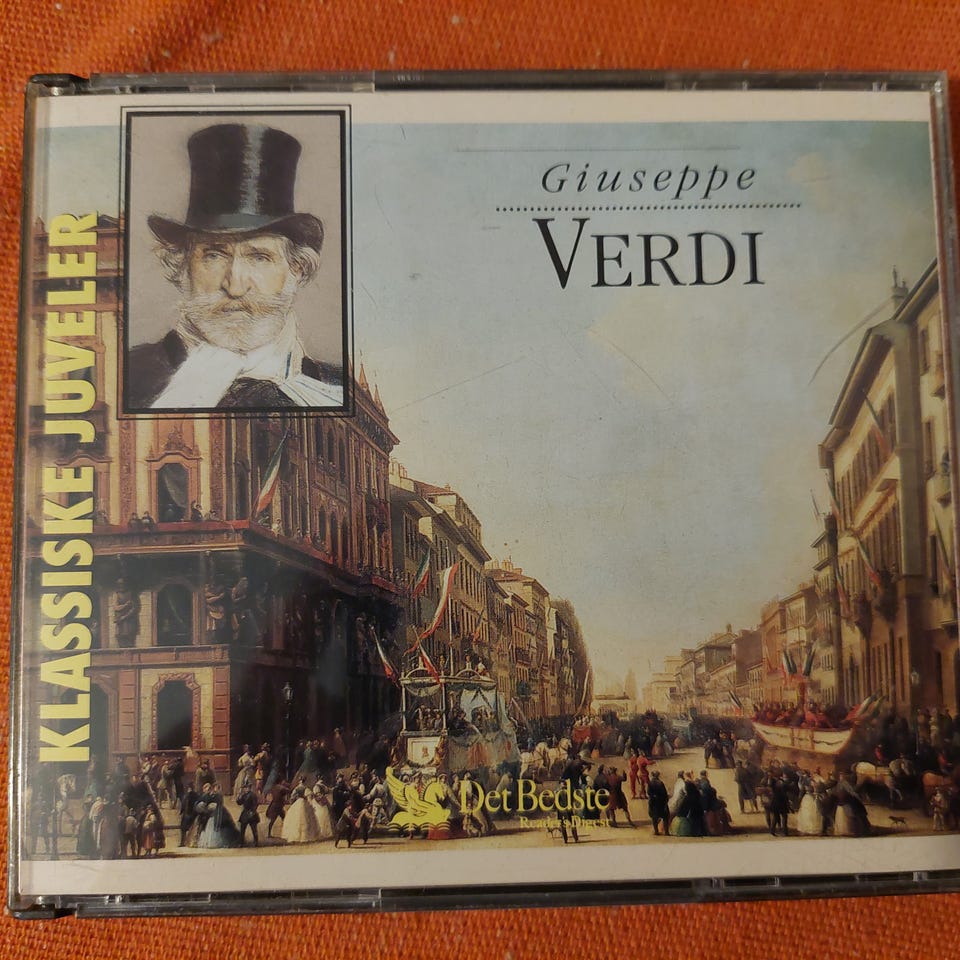 KLASSISKE JUVELER
Giuseppe
VERDI
Det Bedste
Reader's Digest